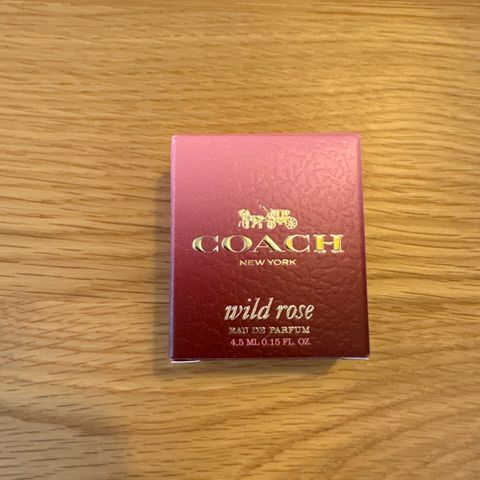 COACH
NEW YORK
wild rose
EAU DE PARFUM
4,5 ML 0.15 FL. OZ.